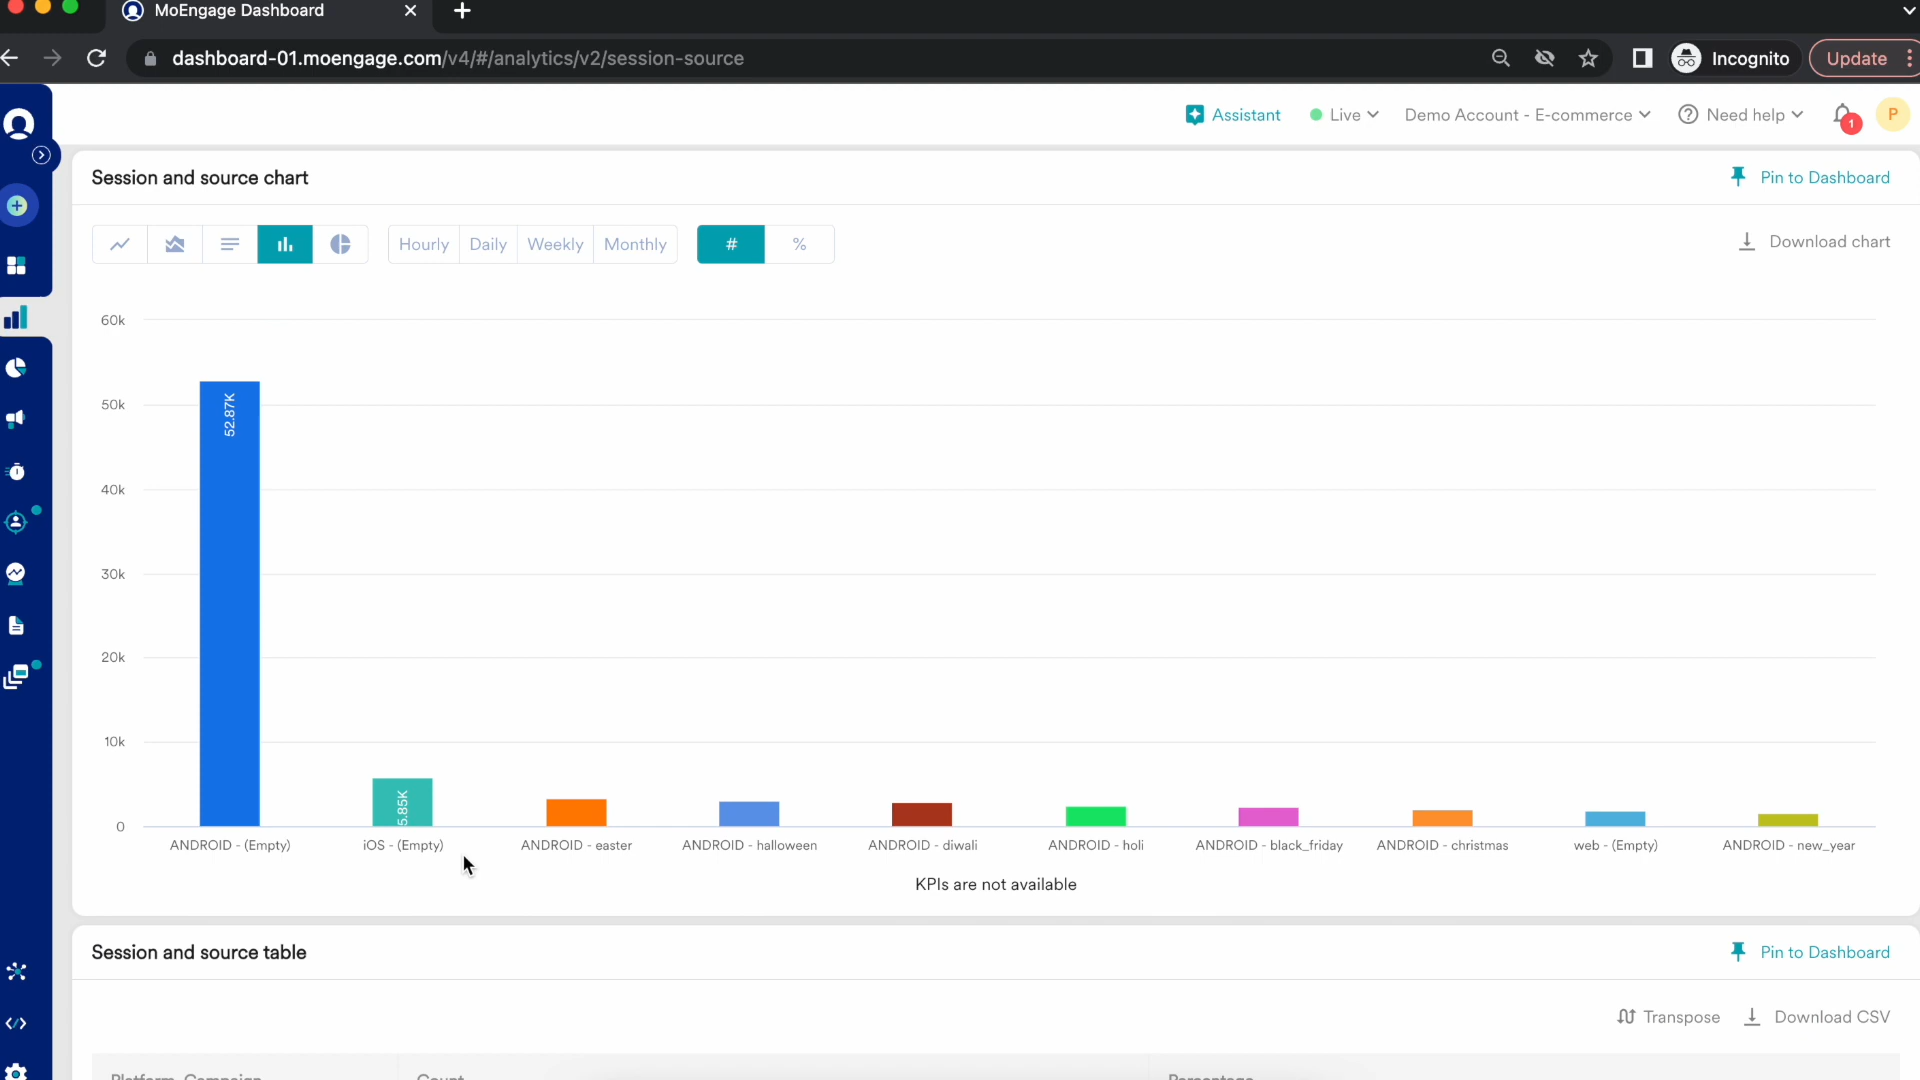 MoEngage Dashboard
dashboard-01.moengage.com/v4/#/analytics/v2/session-source
Incognito
Update
Assistant
Live
Demo Account - E-commerce
Need help
1
P
Session and source chart
Pin to Dashboard
Hourly Daily Weekly Monthly # %
Download chart
60k
50k
40k
30k
20k
10k
0
52.87K
5.85K
ANDROID - (Empty)
iOS - (Empty)
ANDROID - easter
ANDROID - halloween
ANDROID - diwali
ANDROID - holi
ANDROID - black_friday
ANDROID - christmas
web - (Empty)
ANDROID - new_year
KPIs are not available
Session and source table
Pin to Dashboard
Transpose
Download CSV
Platform, Campaign
Count
Percentage